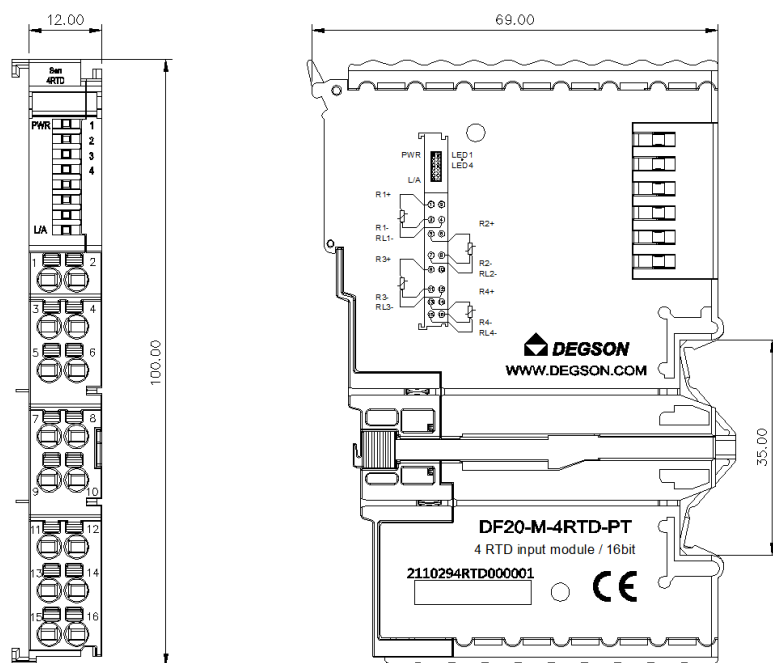 12.00
69.00
Sen
4RTD
PWR 1
2
3
4
L/A
1 2
3 4
5 6
7 8
9 10
11 12
13 14
15 16
100.00
PWR LED1
LED4
L/A
R1+
R1-
RL1-
R2+
R2-
RL2-
R3+
R3-
RL3-
R4+
R4-
RL4-
DEGSON
WWW.DEGSON.COM
35.00
DF20-M-4RTD-PT
4 RTD input module / 16bit
2110294RTD000001
CE